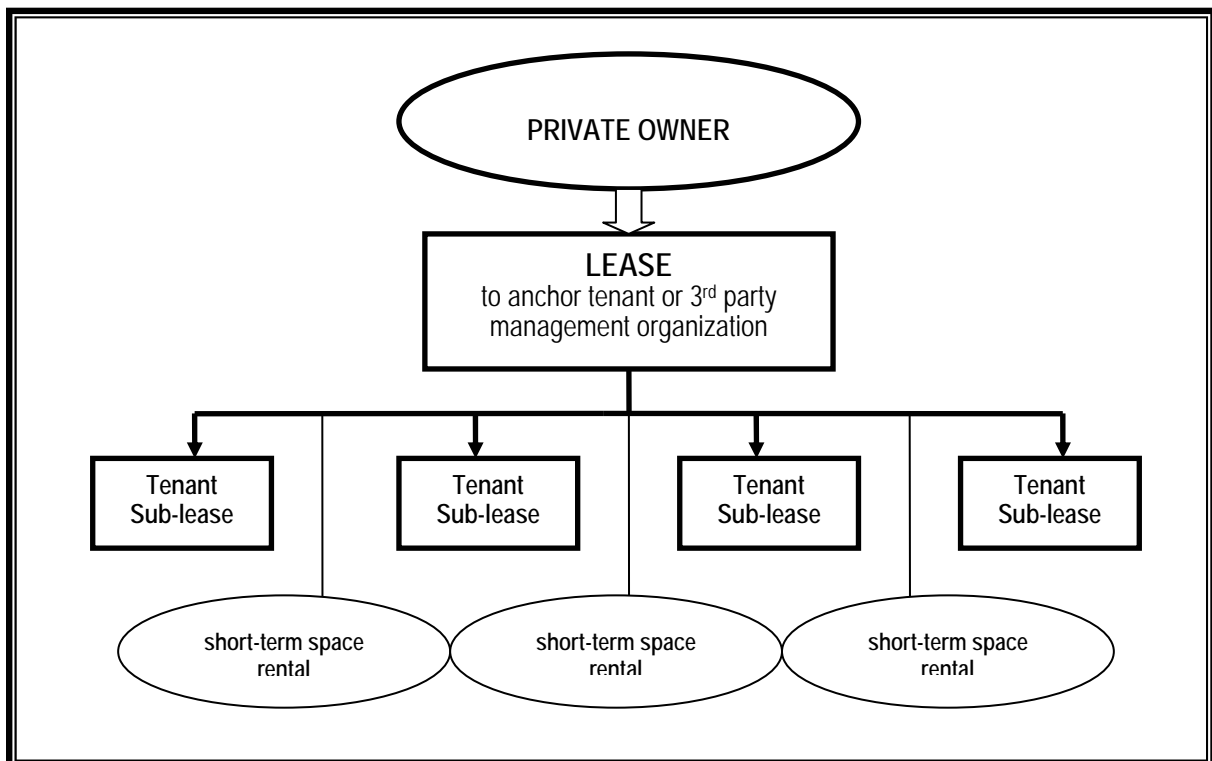 PRIVATE OWNER
LEASE
to anchor tenant or 3rd party
management organization
Tenant
Sub-lease
Tenant
Sub-lease
Tenant
Sub-lease
Tenant
Sub-lease
short-term space
rental
short-term space
rental
short-term space
rental